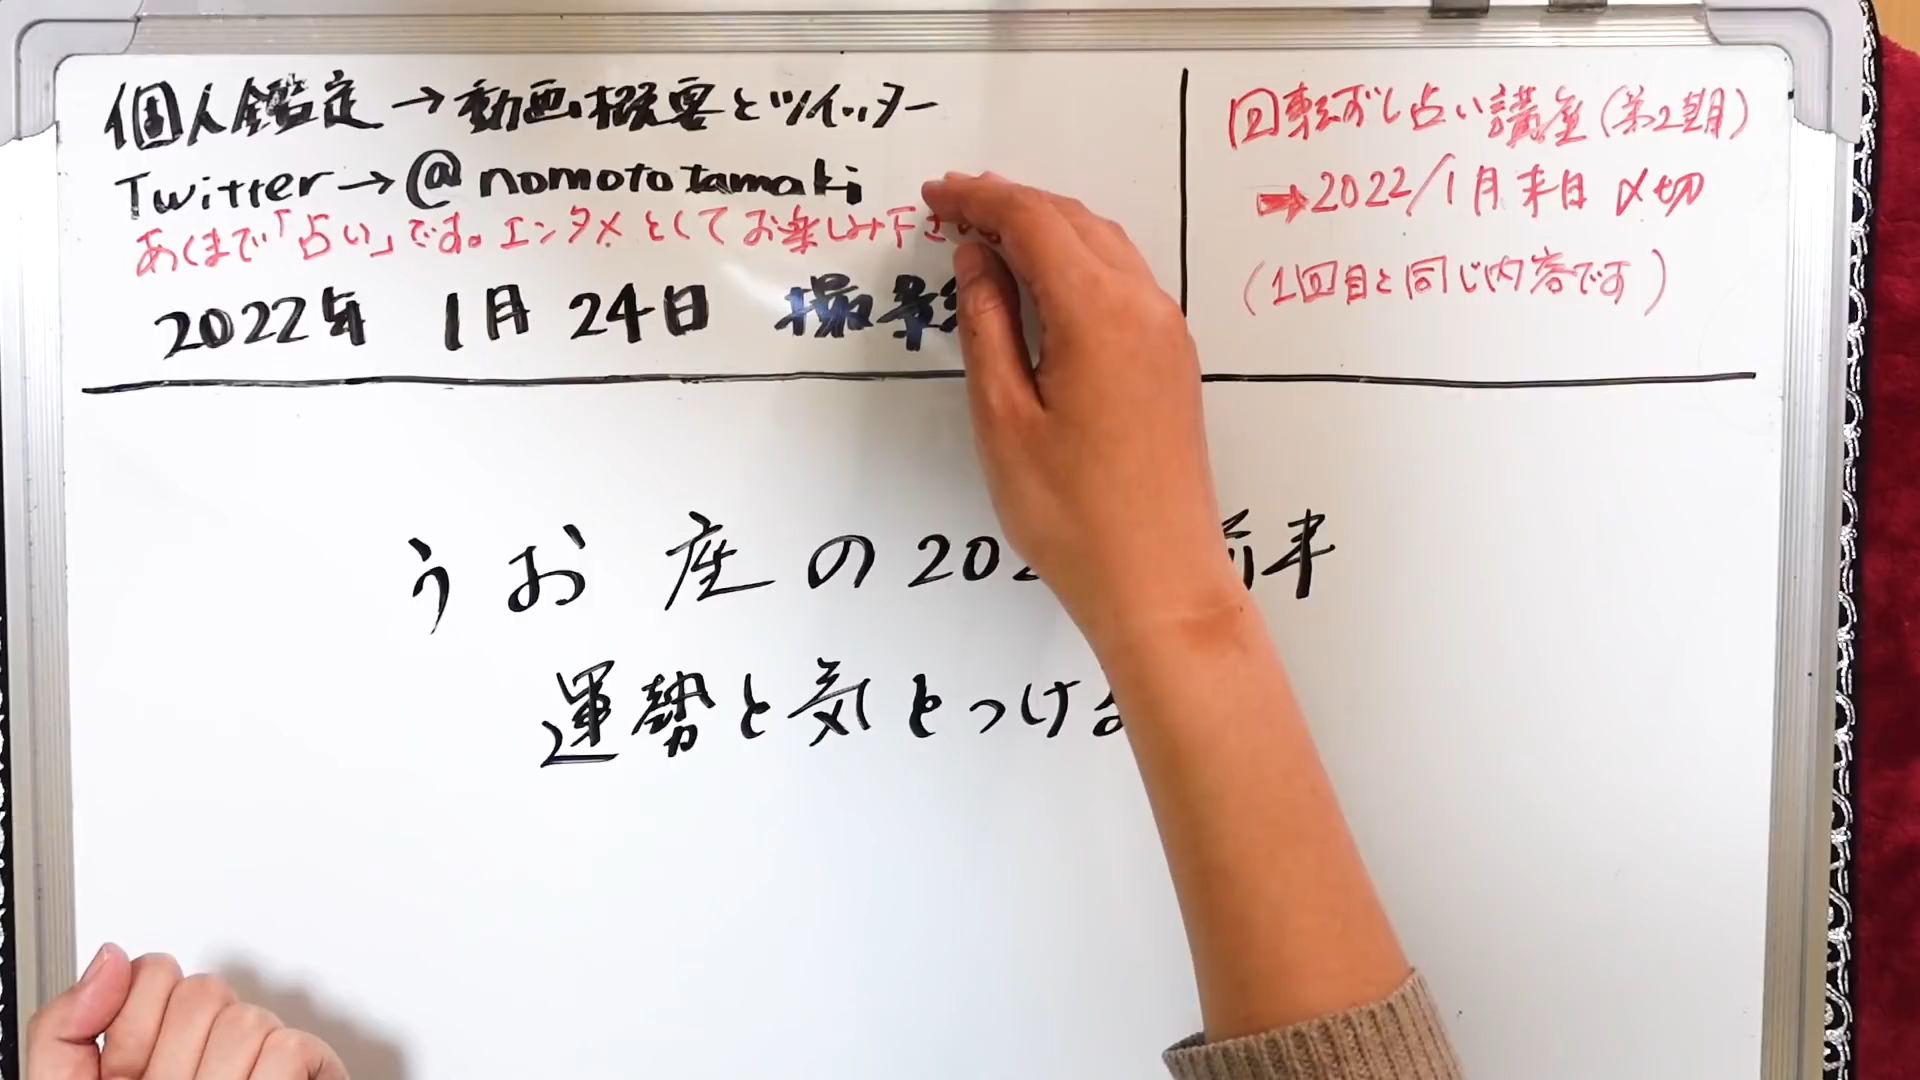 個人鑑定→動画概要とツイッター
Twitter→@nomototamaki
あくまで「占い」です。エンタメとしてお楽しみ下さ
2022年 1月 24日 撮影
回転ずし占い講座(第2期)
➡2022/1月末日 〆切
(1回目と同じ内容です)
うお座の202 前半
運勢と気をつける